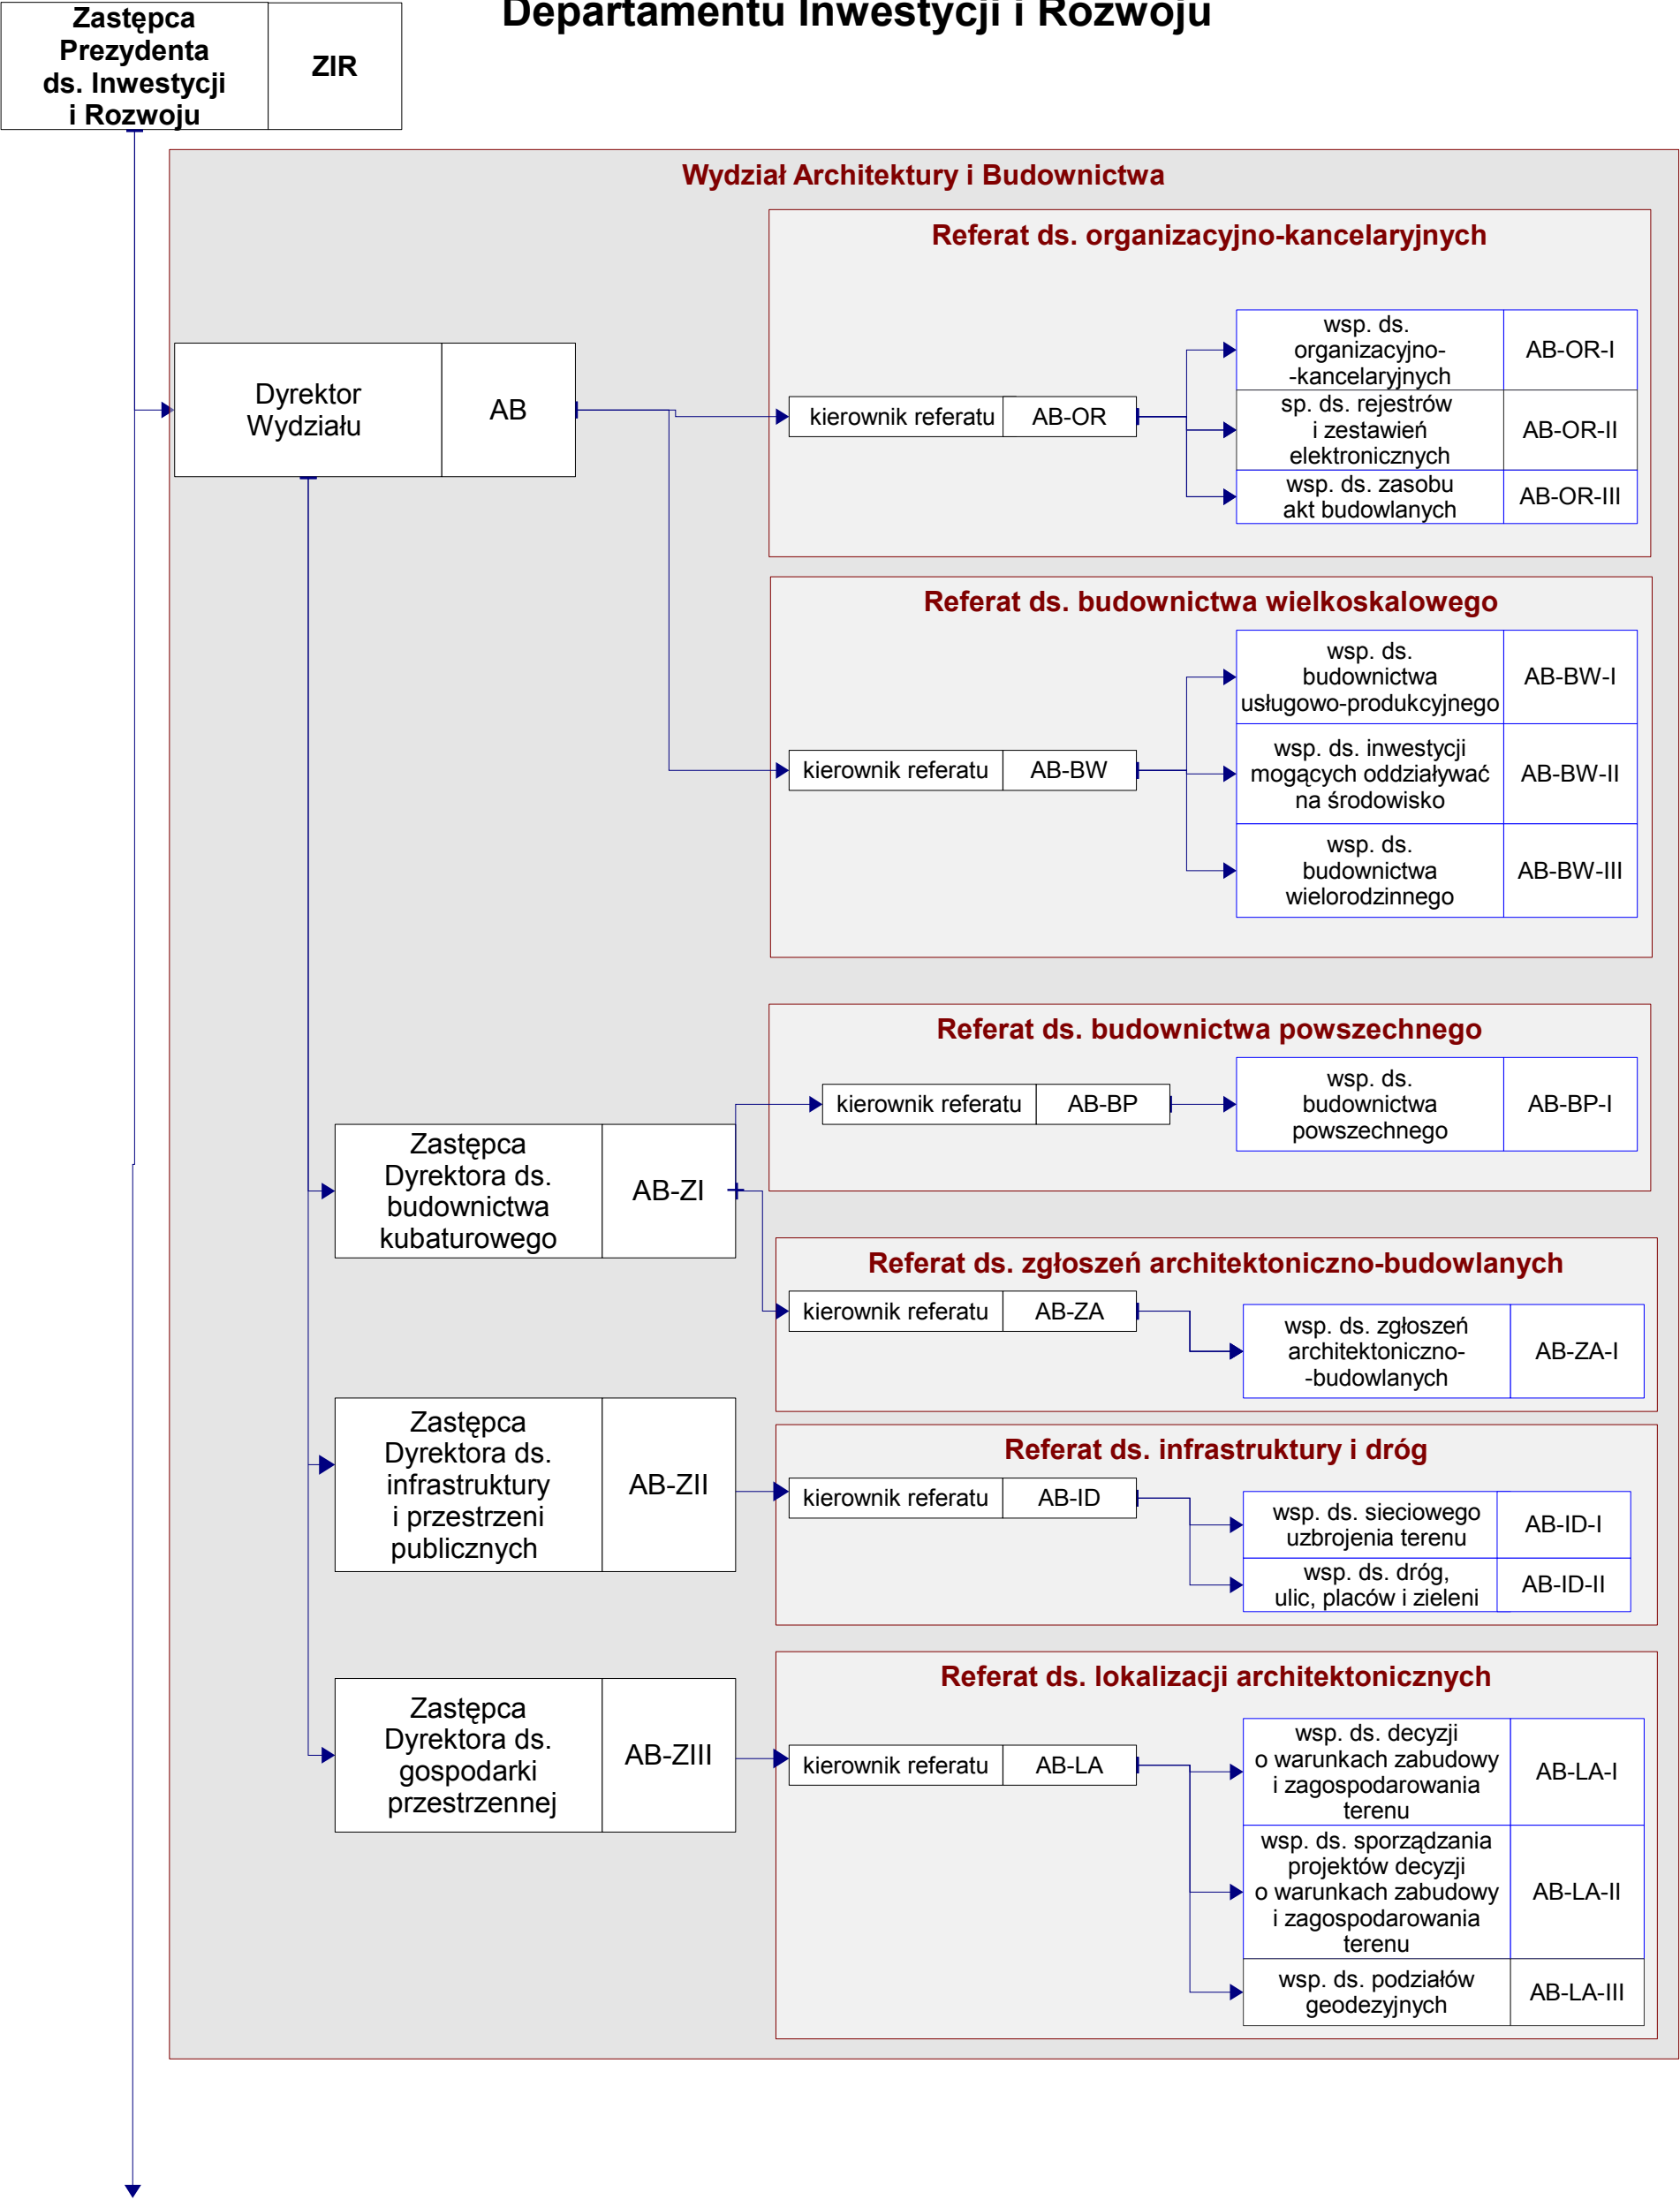 Departamentu Inwestycji i Rozwoju
Zastępca
Prezydenta
ds. Inwestycji
i Rozwoju
ZIR
Wydział Architektury i Budownictwa
Dyrektor
Wydziału
AB
Referat ds. organizacyjno-kancelaryjnych
kierownik referatu
AB-OR
wsp. ds.
organizacyjno-
-kancelaryjnych
AB-OR-I
sp. ds. rejestrów
i zestawień
elektronicznych
AB-OR-II
wsp. ds. zasobu
akt budowlanych
AB-OR-III
Referat ds. budownictwa wielkoskalowego
kierownik referatu
AB-BW
wsp. ds.
budownictwa
usługowo-produkcyjnego
AB-BW-I
wsp. ds. inwestycji
mogących oddziaływać
na środowisko
AB-BW-II
wsp. ds.
budownictwa
wielorodzinnego
AB-BW-III
Zastępca
Dyrektora ds.
budownictwa
kubaturowego
AB-ZI
Referat ds. budownictwa powszechnego
kierownik referatu
AB-BP
wsp. ds.
budownictwa
powszechnego
AB-BP-I
Referat ds. zgłoszeń architektoniczno-budowlanych
kierownik referatu
AB-ZA
wsp. ds. zgłoszeń
architektoniczno-
-budowlanych
AB-ZA-I
Zastępca
Dyrektora ds.
infrastruktury
i przestrzeni
publicznych
AB-ZII
Referat ds. infrastruktury i dróg
kierownik referatu
AB-ID
wsp. ds. sieciowego
uzbrojenia terenu
AB-ID-I
wsp. ds. dróg,
ulic, placów i zieleni
AB-ID-II
Zastępca
Dyrektora ds.
gospodarki
przestrzennej
AB-ZIII
Referat ds. lokalizacji architektonicznych
kierownik referatu
AB-LA
wsp. ds. decyzji
o warunkach zabudowy
i zagospodarowania
terenu
AB-LA-I
wsp. ds. sporządzania
projektów decyzji
o warunkach zabudowy
i zagospodarowania
terenu
AB-LA-II
wsp. ds. podziałów
geodezyjnych
AB-LA-III